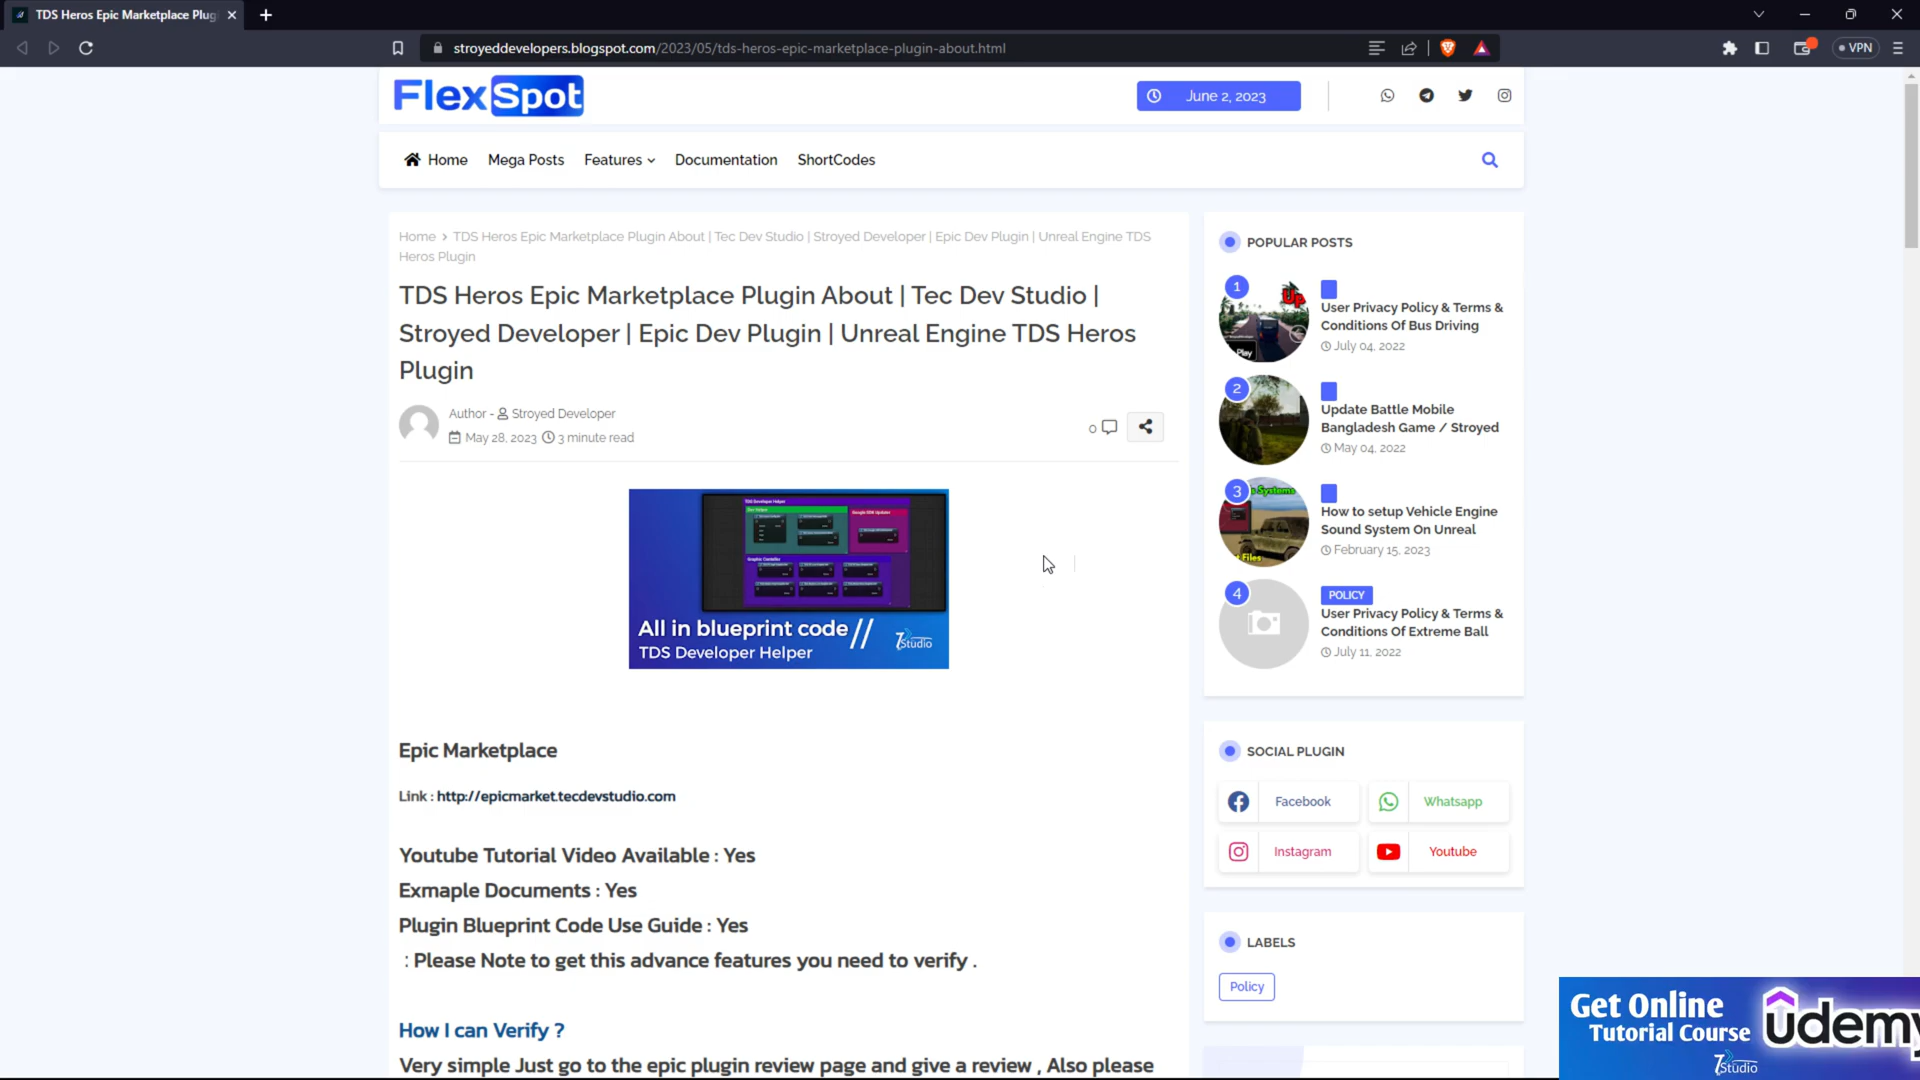 TDS Heros Epic Marketplace Plug
stroyeddevelopers.blogspot.com/2023/05/tds-heros-epic-marketplace-plugin-about.html
VPN
FlexSpot
June 2, 2023
Home
Mega Posts
Features
Documentation
ShortCodes
Home › TDS Heros Epic Marketplace Plugin About | Tec Dev Studio | Stroyed Developer | Epic Dev Plugin | Unreal Engine TDS
Heros Plugin
TDS Heros Epic Marketplace Plugin About | Tec Dev Studio |
Stroyed Developer | Epic Dev Plugin | Unreal Engine TDS Heros
Plugin
Author - Stroyed Developer
May 28, 2023 3 minute read
0
TDS Developer Helper
All in blueprint code //
TDS Developer Helper
Studio
Epic Marketplace
Link : http://epicmarket.tecdevstudio.com
Youtube Tutorial Video Available : Yes
Exmaple Documents : Yes
Plugin Blueprint Code Use Guide : Yes
: Please Note to get this advance features you need to verify .
How I can Verify ?
Very simple Just go to the epic plugin review page and give a review , Also please
POPULAR POSTS
1
Up
Play
User Privacy Policy & Terms &
Conditions Of Bus Driving
July 04, 2022
2
Update Battle Mobile
Bangladesh Game / Stroyed
May 04, 2022
3
s Systems
t Files
How to setup Vehicle Engine
Sound System On Unreal
February 15, 2023
4
POLICY
User Privacy Policy & Terms &
Conditions Of Extreme Ball
July 11, 2022
SOCIAL PLUGIN
Facebook
Whatsapp
Instagram
Youtube
LABELS
Policy
Get Online
Tutorial Course
Studio
udemy